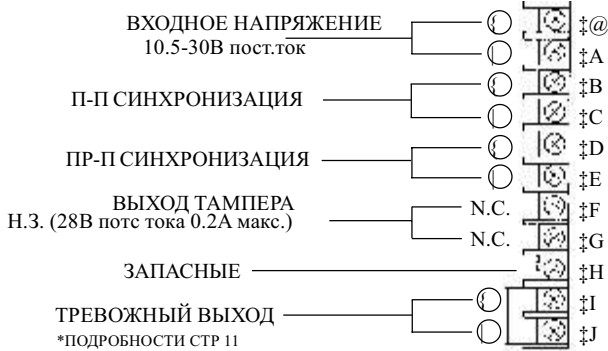 ВХОДНОЕ НАПРЯЖЕНИЕ
10.5-30В пост.ток
П-П СИНХРОНИЗАЦИЯ
ПР-П СИНХРОНИЗАЦИЯ
ВЫХОД ТАМПЕРА
Н.З. (28В потс тока 0.2А макс.)
ЗАПАСНЫЕ
ТРЕВОЖНЫЙ ВЫХОД
*ПОДРОБНОСТИ СТР 11
N.C.
N.C.
‡@
‡A
‡B
‡C
‡D
‡E
‡F
‡G
‡H
‡I
‡J